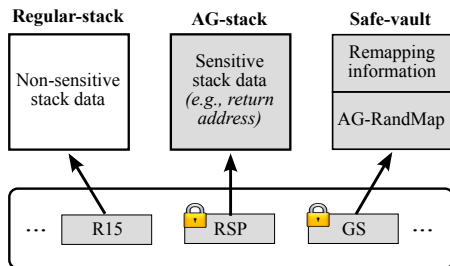 Regular-stack AG-stack Safe-vault
Non-sensitive
stack data
Sensitive
stack data
(e.g., return
address)
Remapping
information
AG-RandMap
... R15 RSP GS ...